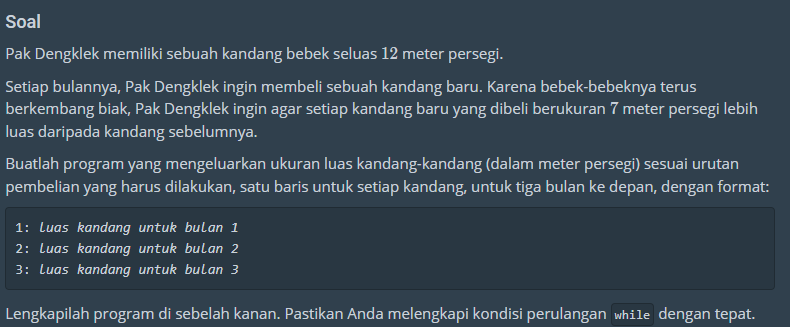 Soal
Pak Dengklek memiliki sebuah kandang bebek seluas 12 meter persegi.
Setiap bulannya, Pak Dengklek ingin membeli sebuah kandang baru. Karena bebek-bebeknya terus
berkembang biak, Pak Dengklek ingin agar setiap kandang baru yang dibeli berukuran 7 meter persegi lebih
luas daripada kandang sebelumnya.
Buatlah program yang mengeluarkan ukuran luas kandang-kandang (dalam meter persegi) sesuai urutan
pembelian yang harus dilakukan, satu baris untuk setiap kandang, untuk tiga bulan ke depan, dengan format:
1: luas kandang untuk bulan 1
2: luas kandang untuk bulan 2
3: luas kandang untuk bulan 3
Lengkapilah program di sebelah kanan. Pastikan Anda melengkapi kondisi perulangan while dengan tepat.